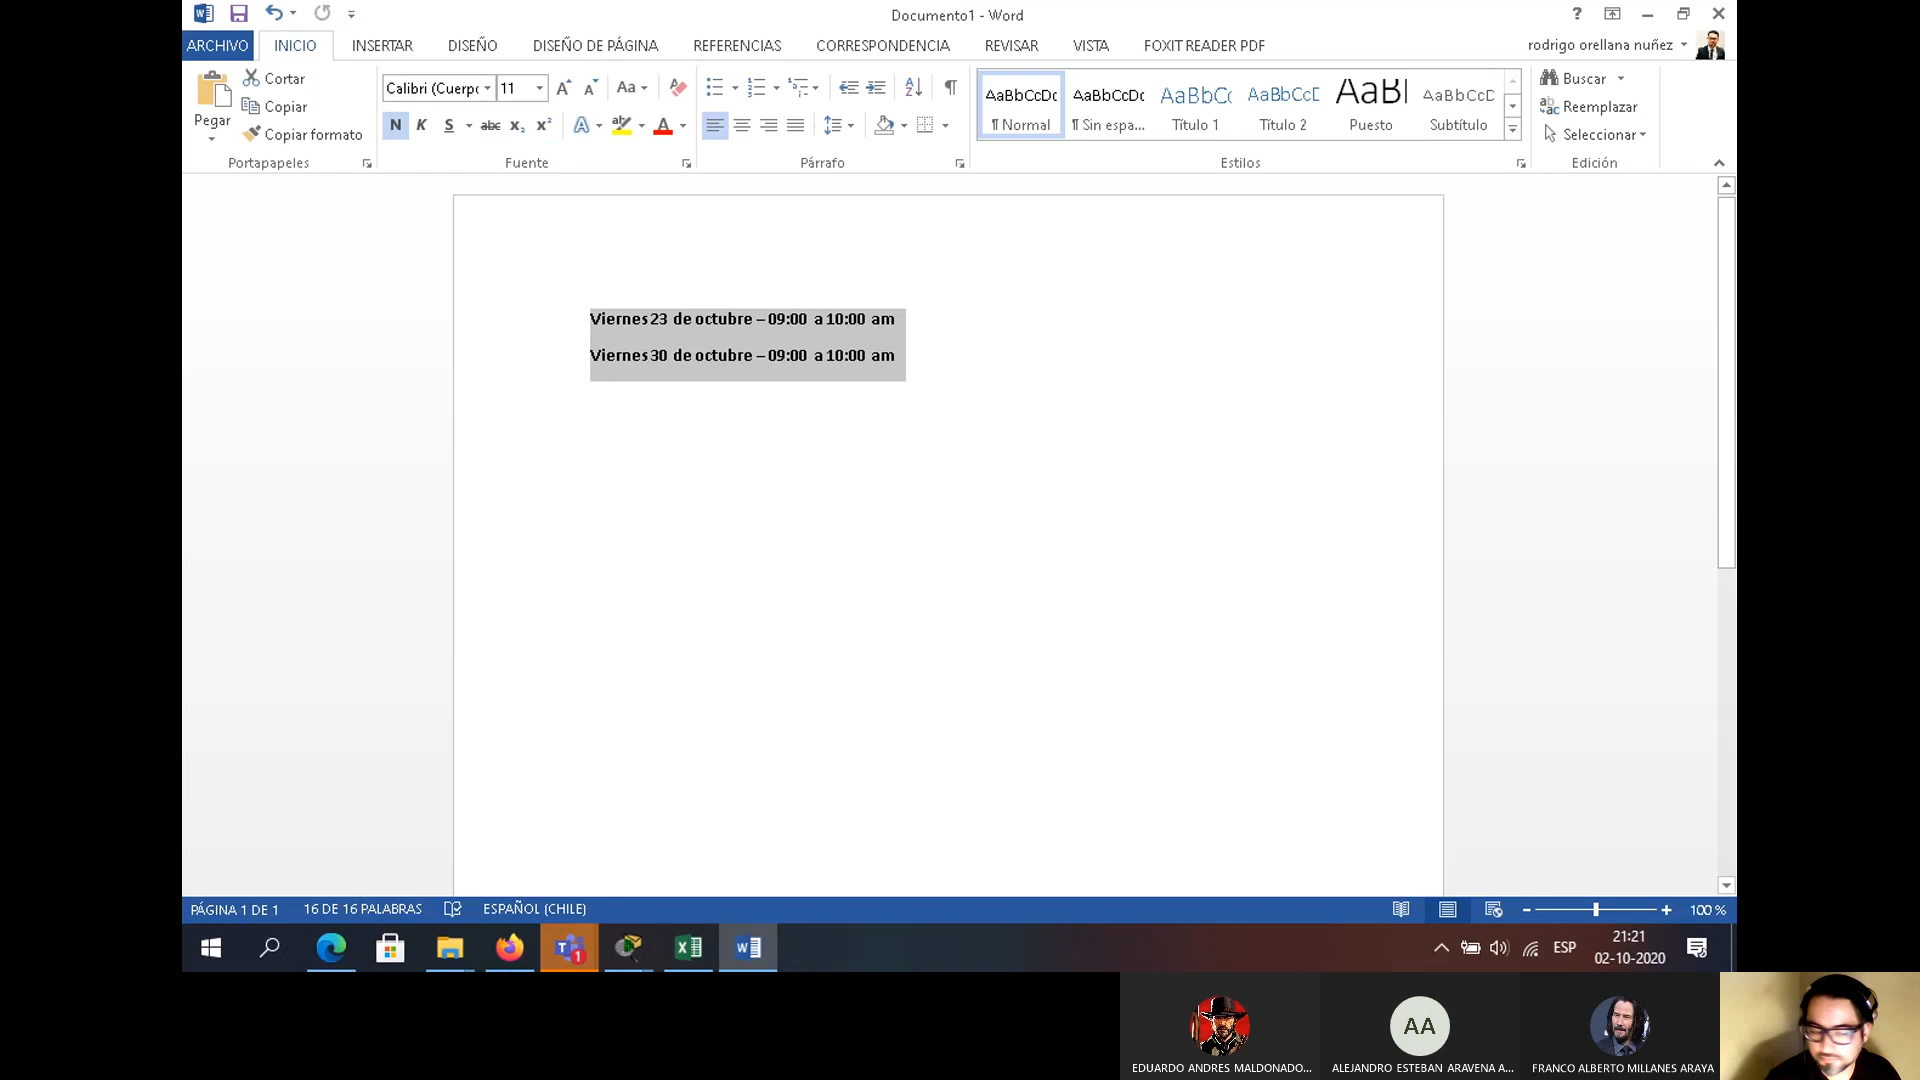 Documento1 - Word
ARCHIVO INICIO INSERTAR DISEÑO DISEÑO DE PÁGINA REFERENCIAS CORRESPONDENCIA REVISAR VISTA FOXIT READER PDF rodrigo orellana nuñez
Pegar
Cortar
Copiar
Copiar formato
Portapapeles
Calibri (Cuerpo 11 Aa
N K S abc x₂ x² A ab A
Fuente
Párrafo
AaBbCcDc AaBbCcDc AaBbC( AaBbCcE AaBl AaBbCcD
¶ Normal ¶ Sin espa... Título 1 Título 2 Puesto Subtítulo
Estilos
Buscar
Reemplazar
Seleccionar
Edición
Viernes 23 de octubre – 09:00 a 10:00 am
Viernes 30 de octubre – 09:00 a 10:00 am
PÁGINA 1 DE 1 16 DE 16 PALABRAS ESPAÑOL (CHILE) 100 %
1
ESP
21:21
02-10-2020
AA
EDUARDO ANDRES MALDONADO... ALEJANDRO ESTEBAN ARAVENA A... FRANCO ALBERTO MILLANES ARAYA